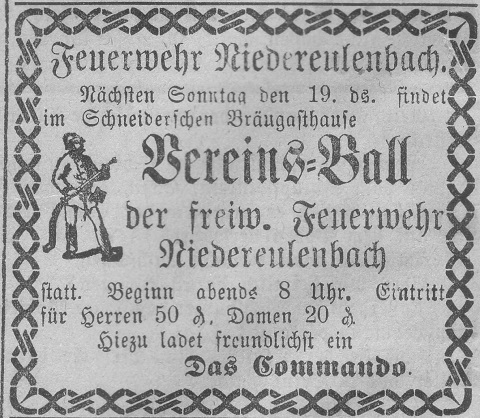 Feuerwehr Niedereulenbach.
Nächsten Sonntag den 19. ds. findet
im Schneiderschen Bräugasthause
Vereins-Ball
der freiw. Feuerwehr
Niedereulenbach
statt. Beginn abends 8 Uhr. Eintritt
für Herren 50 ₰, Damen 20 ₰.
Hiezu ladet freundlichst ein
Das Commando.